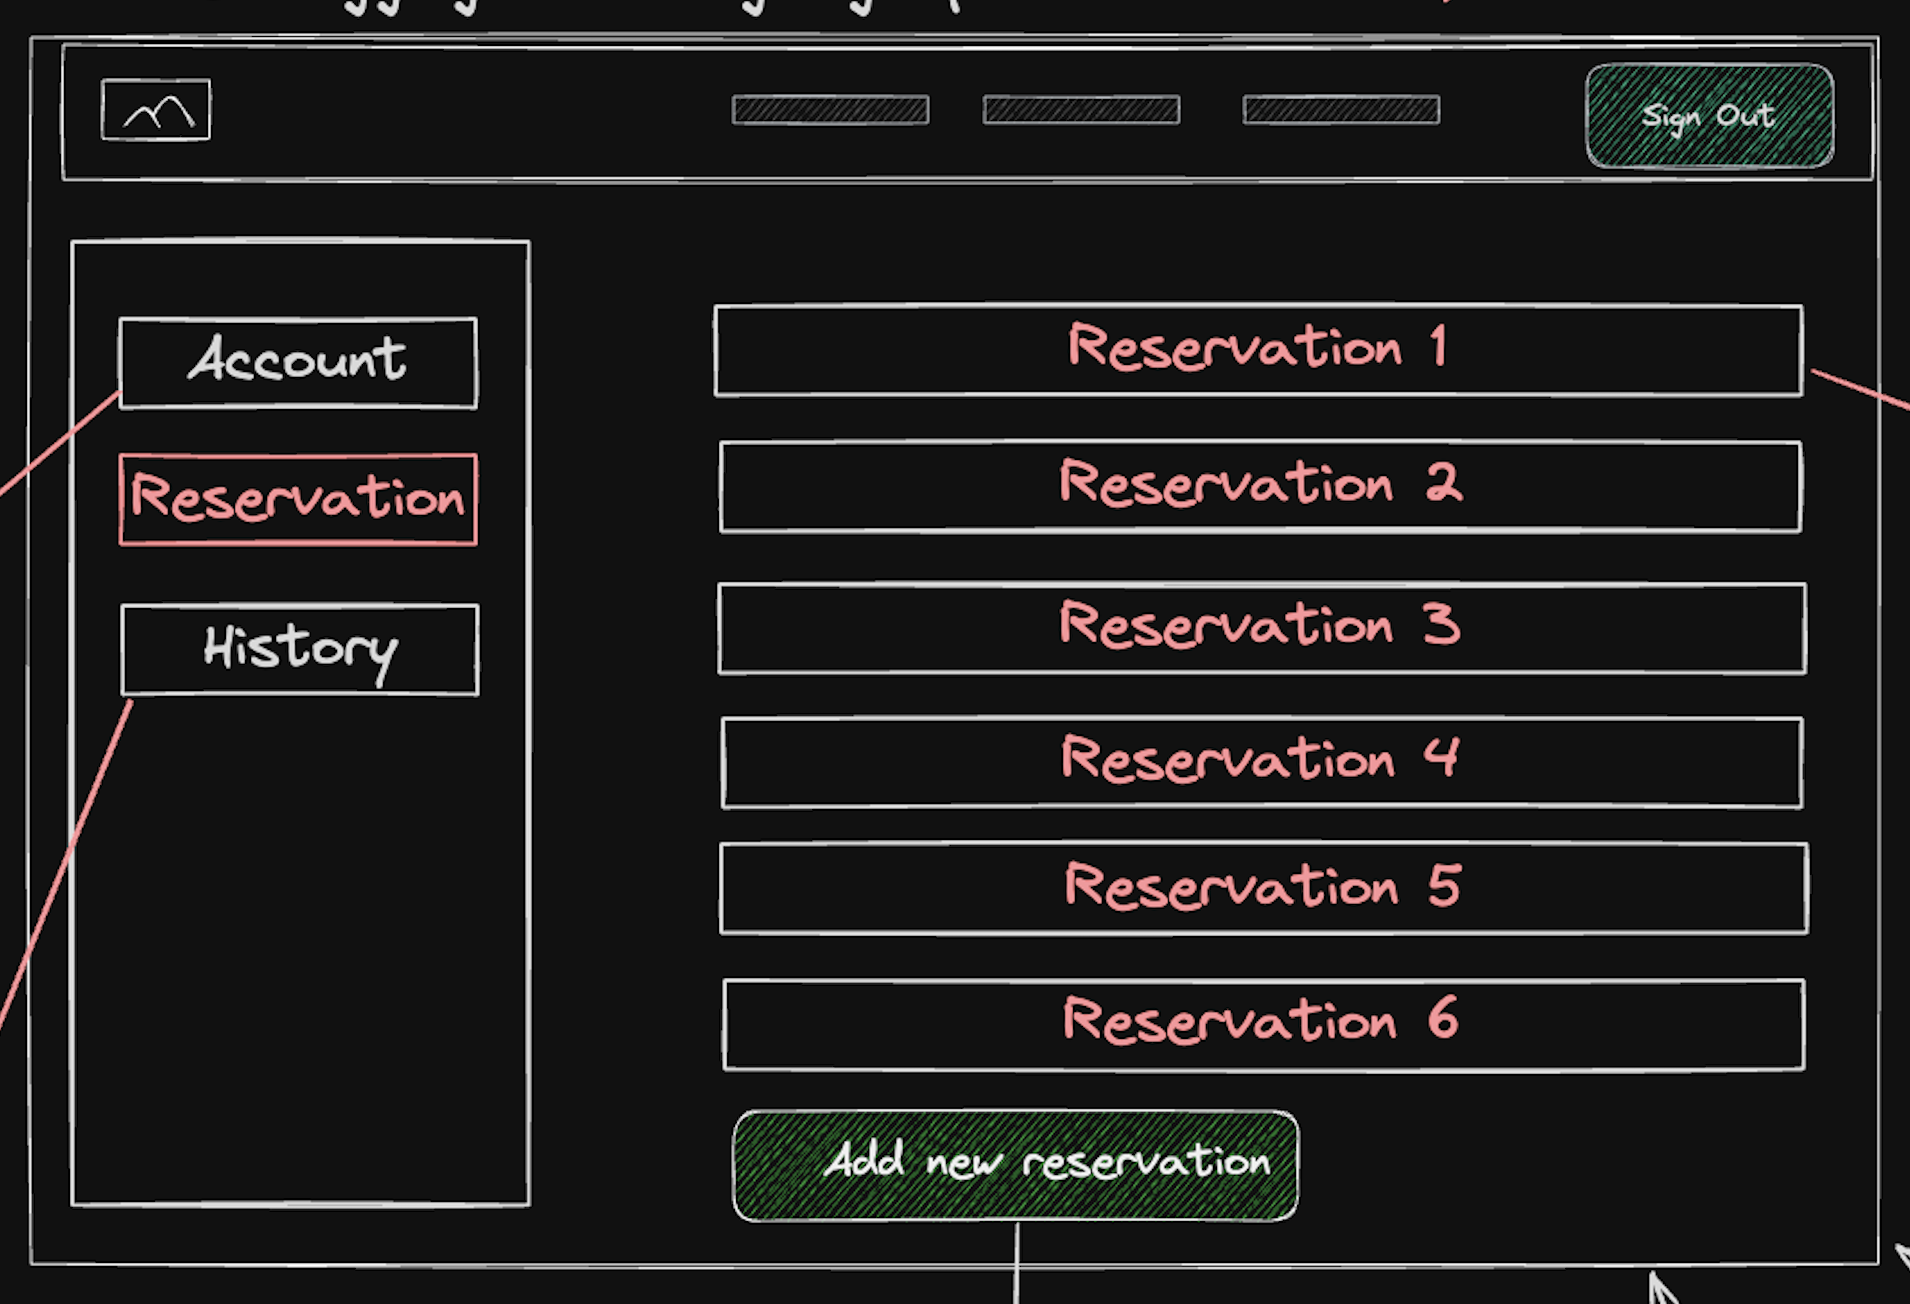 Sign Out
Account
Reservation
History
Reservation 1
Reservation 2
Reservation 3
Reservation 4
Reservation 5
Reservation 6
Add new reservation